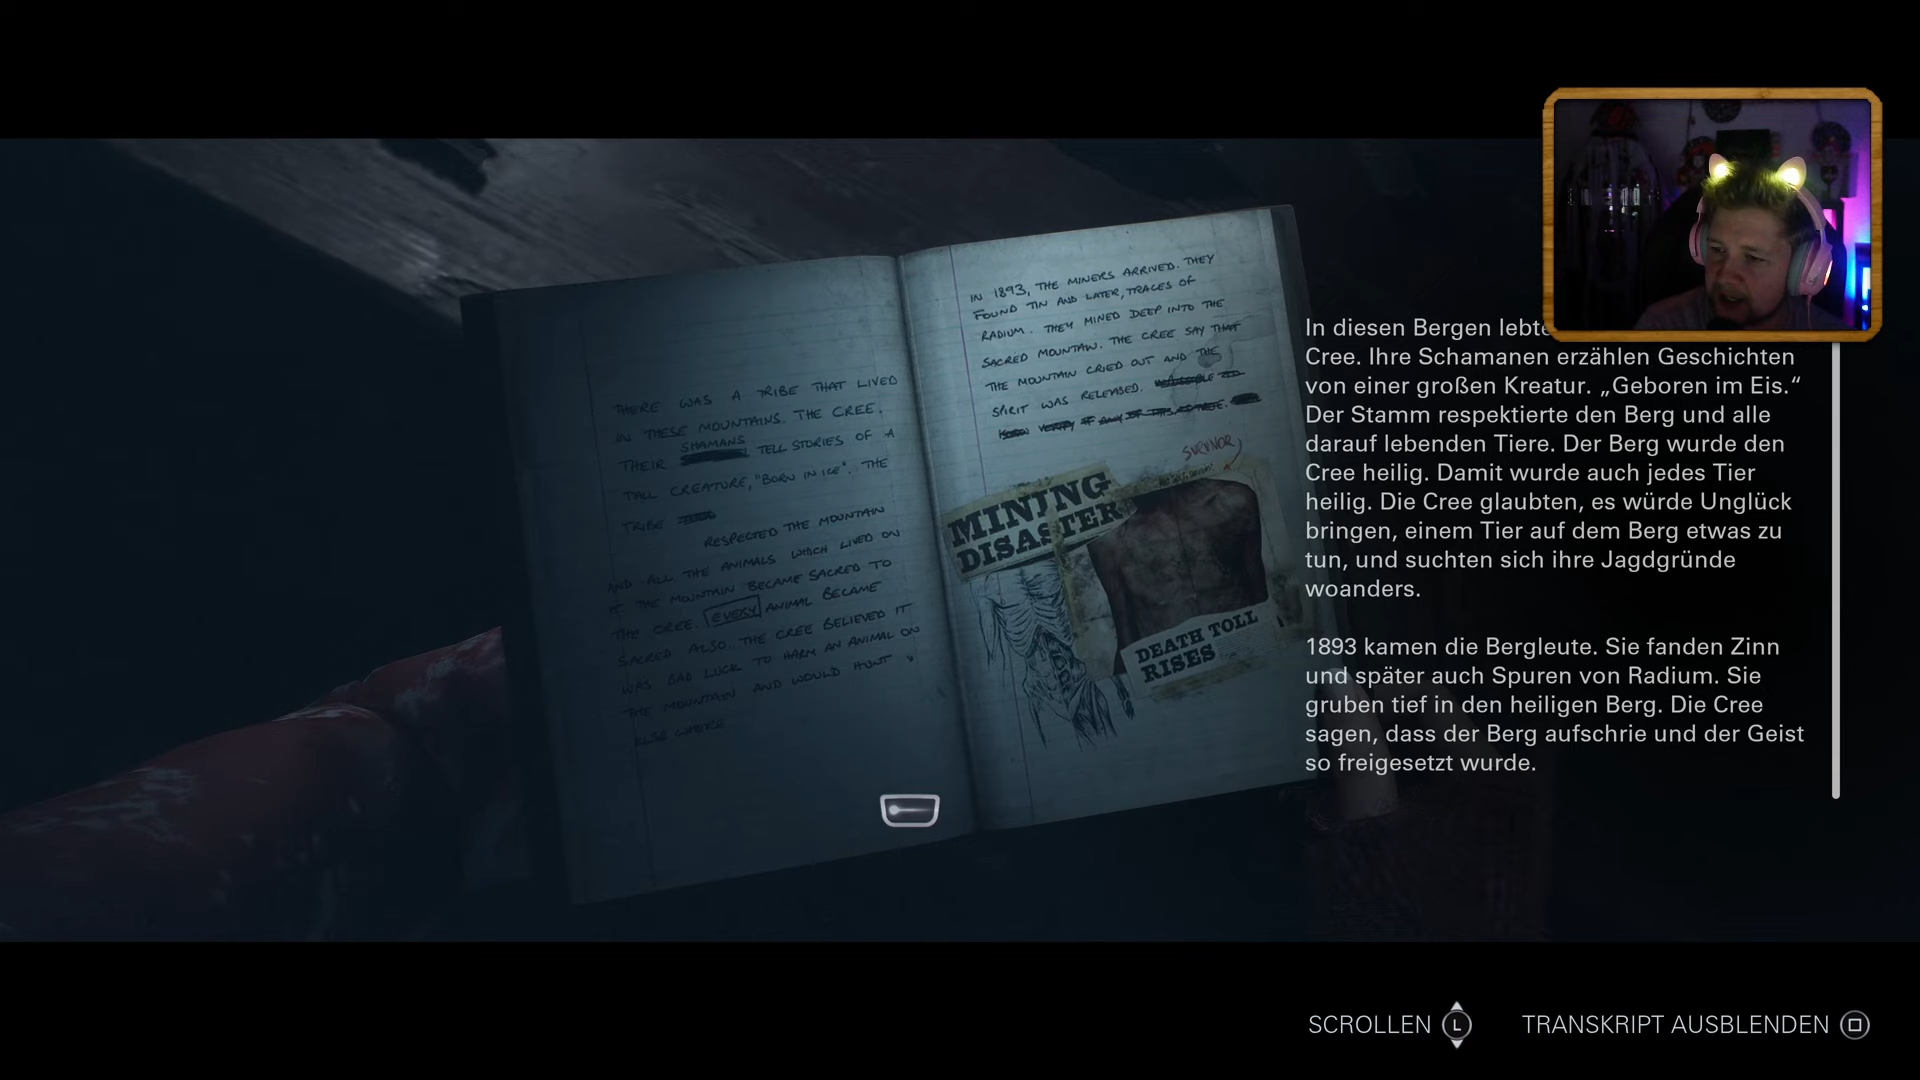 THERE WAS A TRIBE THAT LIVED
IN THESE MOUNTAINS. THE CREE.
SHAMANS
THEIR TELL STORIES OF A
TALL CREATURE, "BORN IN ICE". THE
TRIBE
RESPECTED THE MOUNTAIN
AND ALL THE ANIMALS WHICH LIVED ON
IT. THE MOUNTAIN BECAME SACRED TO
THE CREE. EVERY ANIMAL BECAME
SACRED ALSO. THE CREE BELIEVED IT
WAS BAD LUCK TO HARM AN ANIMAL ON
THE MOUNTAIN AND WOULD HUNT
ELSE WHERE
IN 1893, THE MINERS ARRIVED. THEY
FOUND TIN AND LATER, TRACES OF
RADIUM. THEY MINED DEEP INTO THE
SACRED MOUNTAIN. THE CREE SAY THAT
THE MOUNTAIN CRIED OUT AND THE
SPIRIT WAS RELEASED.
SURVIVOR
MINING
DISASTER
DEATH TOLL
RISES
In diesen Bergen lebte
Cree. Ihre Schamanen erzählen Geschichten
von einer großen Kreatur. „Geboren im Eis.“
Der Stamm respektierte den Berg und alle
darauf lebenden Tiere. Der Berg wurde den
Cree heilig. Damit wurde auch jedes Tier
heilig. Die Cree glaubten, es würde Unglück
bringen, einem Tier auf dem Berg etwas zu
tun, und suchten sich ihre Jagdgründe
woanders.
1893 kamen die Bergleute. Sie fanden Zinn
und später auch Spuren von Radium. Sie
gruben tief in den heiligen Berg. Die Cree
sagen, dass der Berg aufschrie und der Geist
so freigesetzt wurde.
SCROLLEN L
TRANSKRIPT AUSBLENDEN